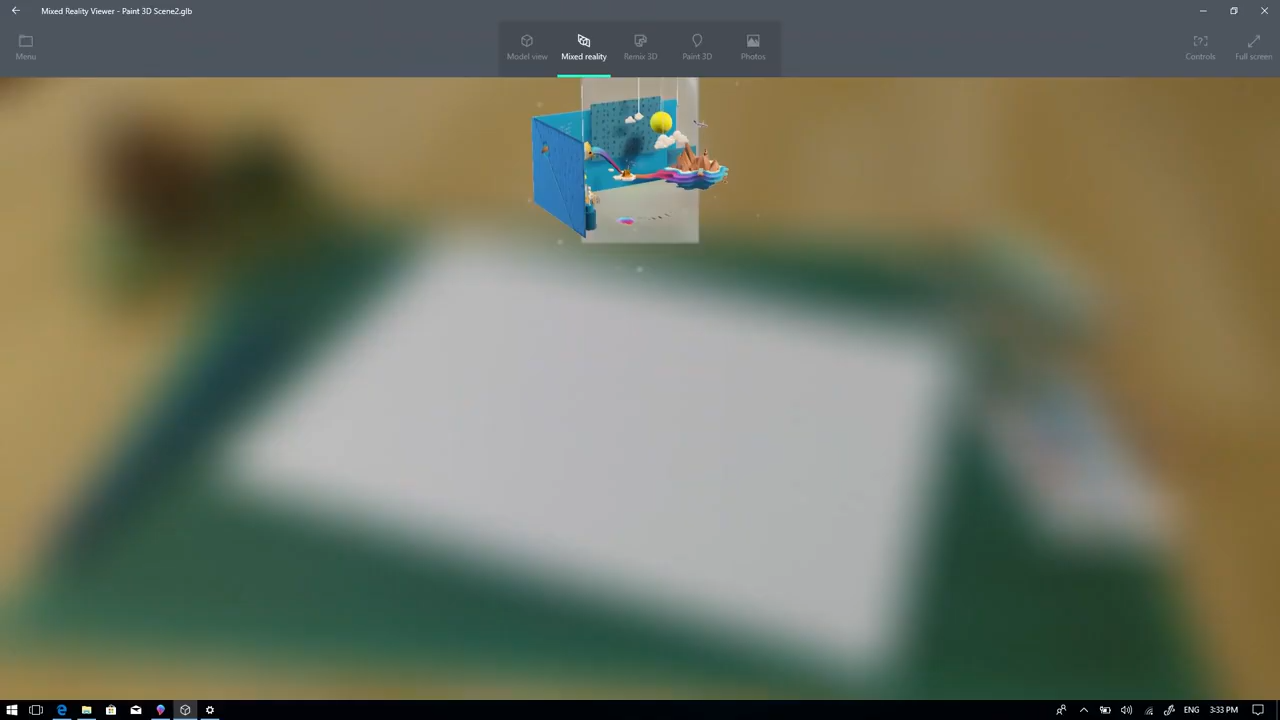 Mixed Reality Viewer - Paint 3D Scene2.glb
Menu
Model view
Mixed reality
Remix 3D
Paint 3D
Photos
Controls
Full screen
ENG
3:33 PM